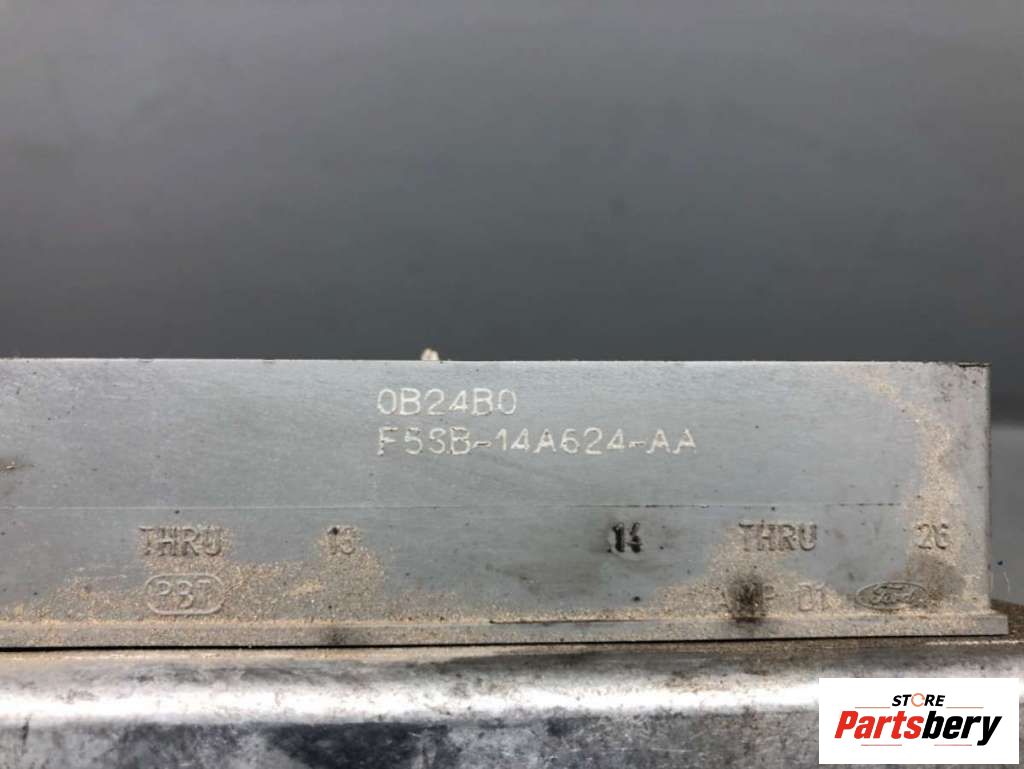 0B24B0
F5SB-14A624-AA
THRU 13 14 THRU 26
PBT D1 Ford
STORE
Partsbery